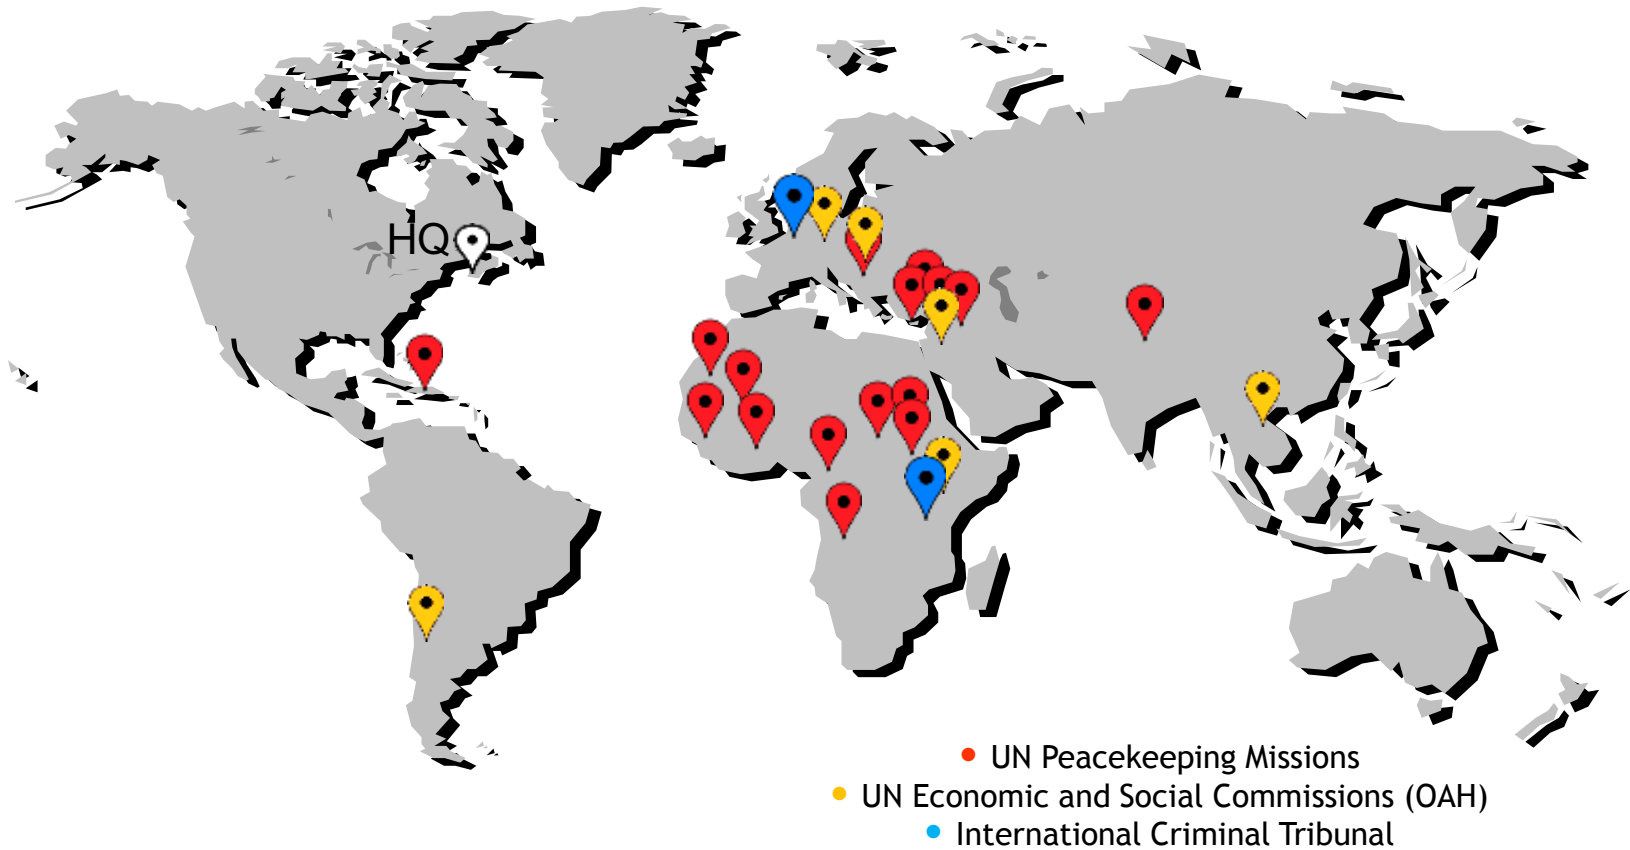 HQ
UN Peacekeeping Missions
UN Economic and Social Commissions (OAH)
International Criminal Tribunal